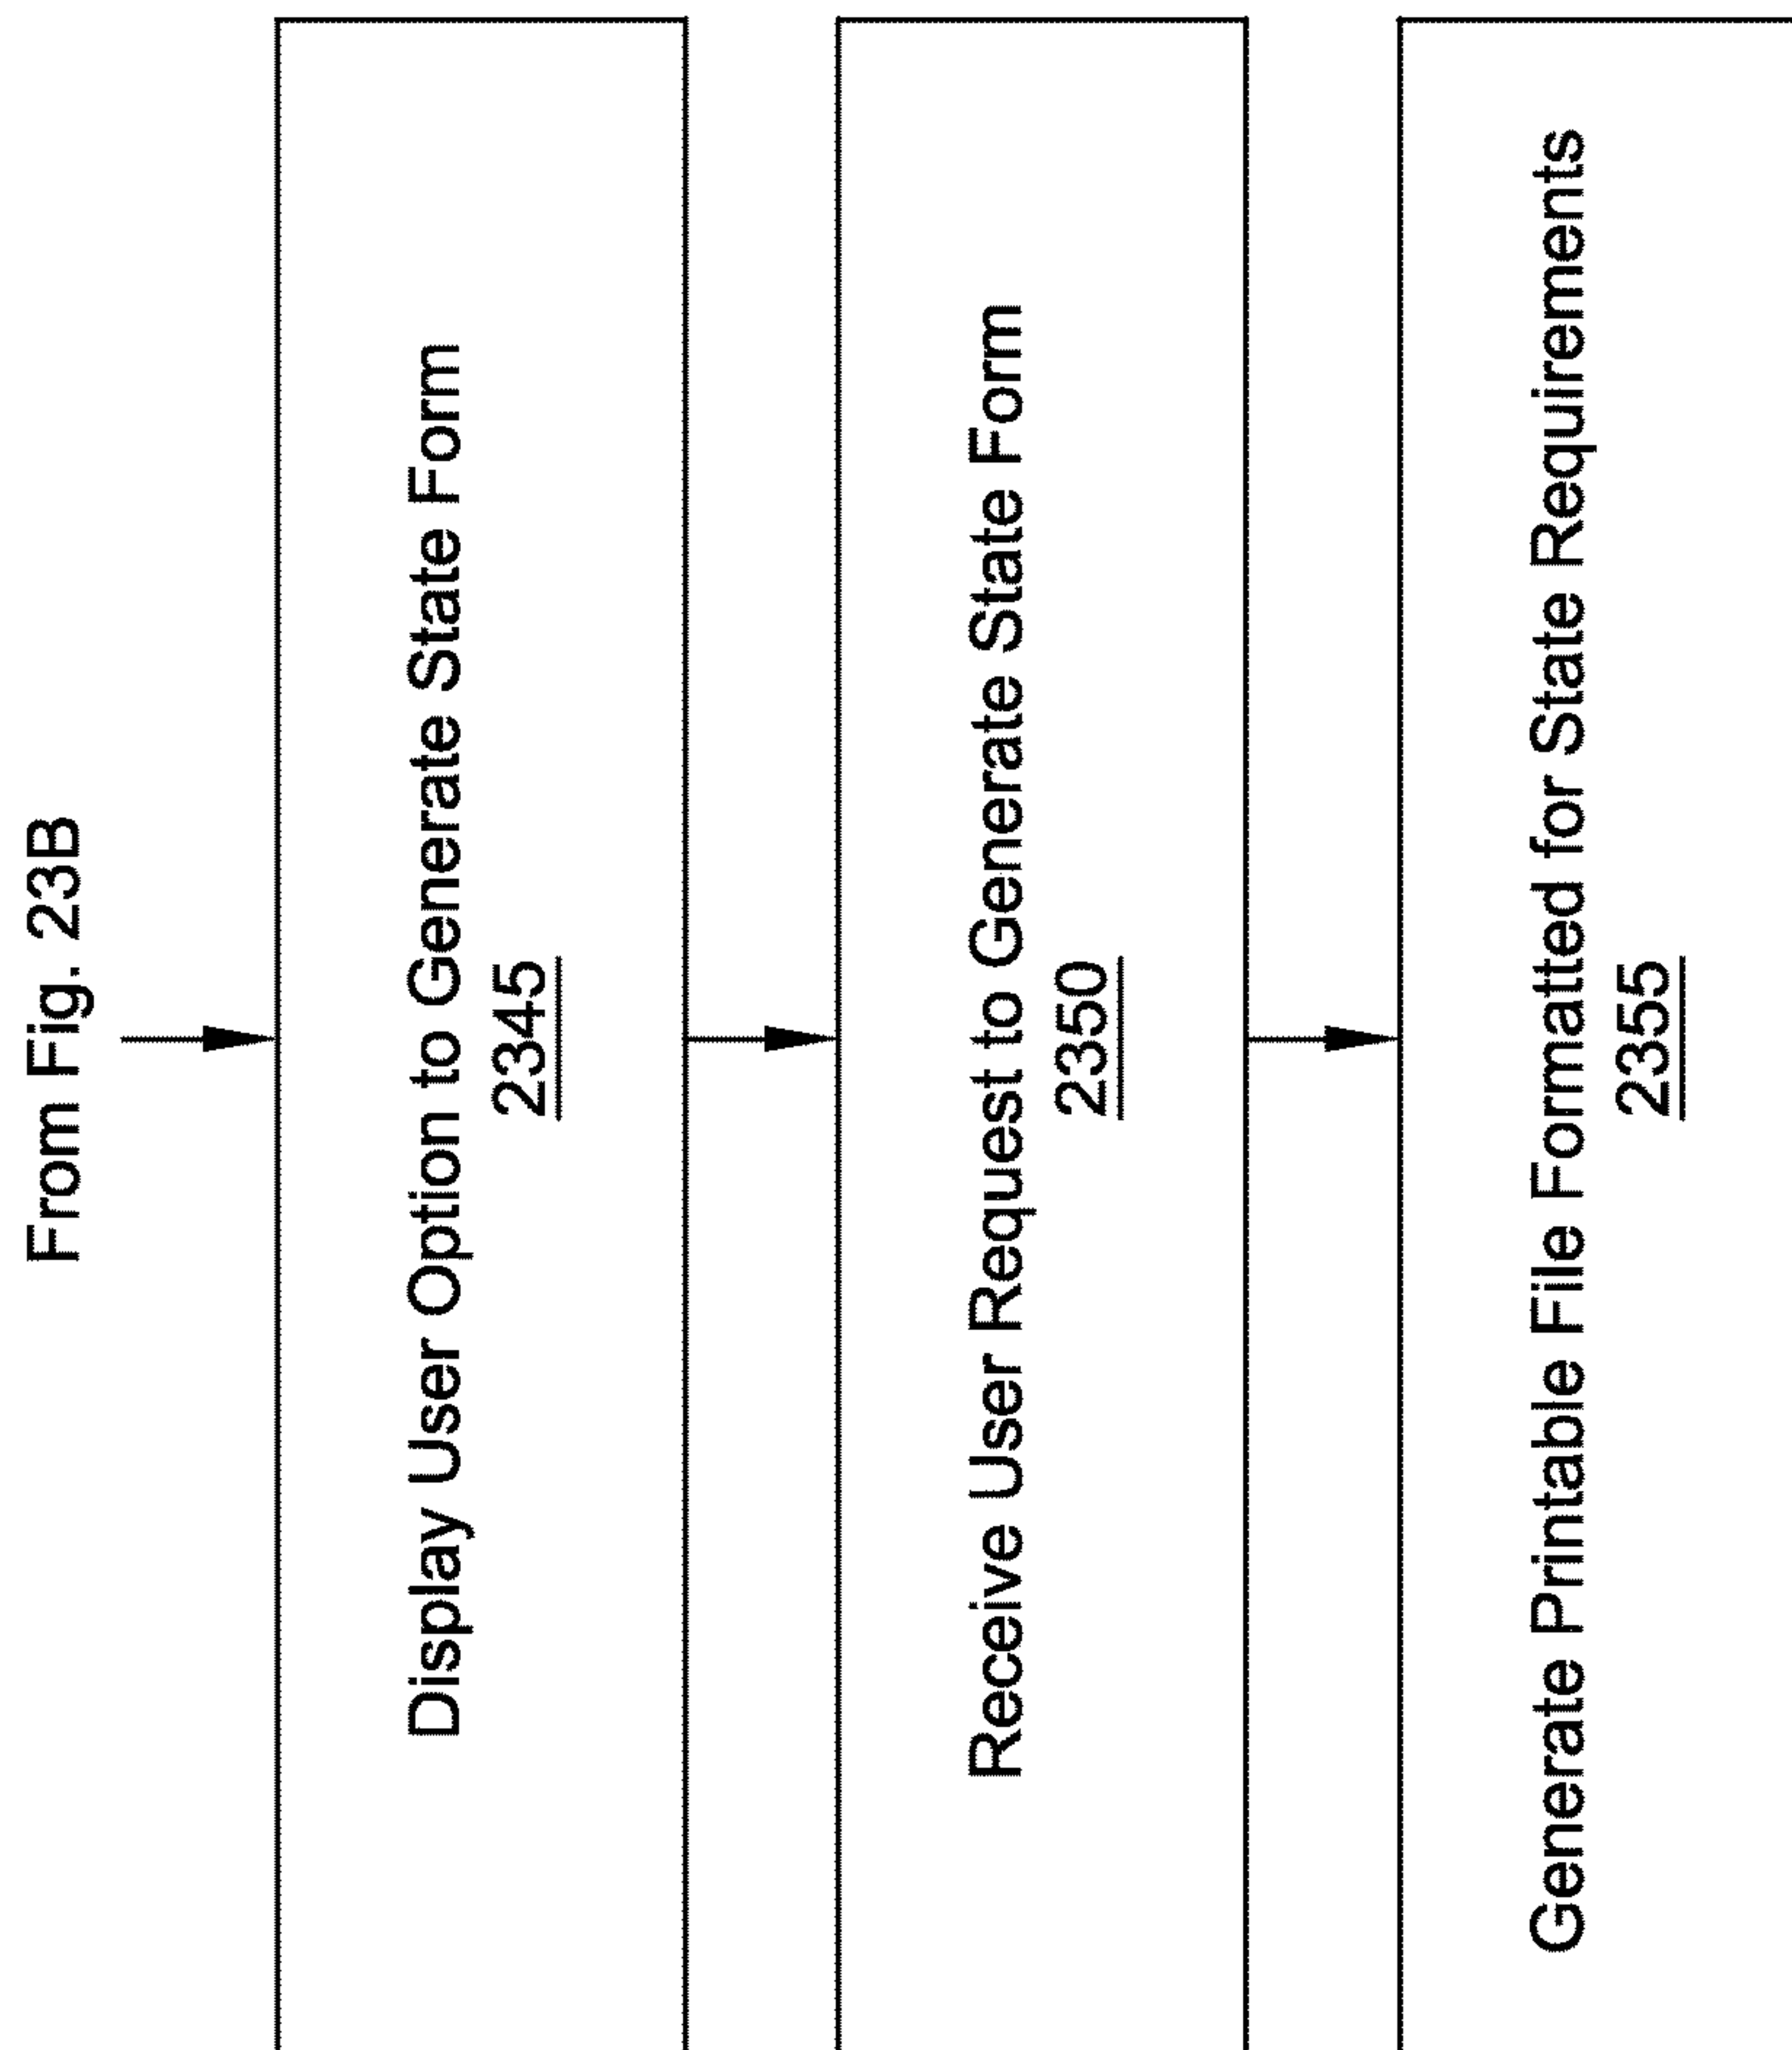 From Fig. 23B
Display User Option to Generate State Form
2345
Receive User Request to Generate State Form
2350
Generate Printable File Formatted for State Requirements
2355